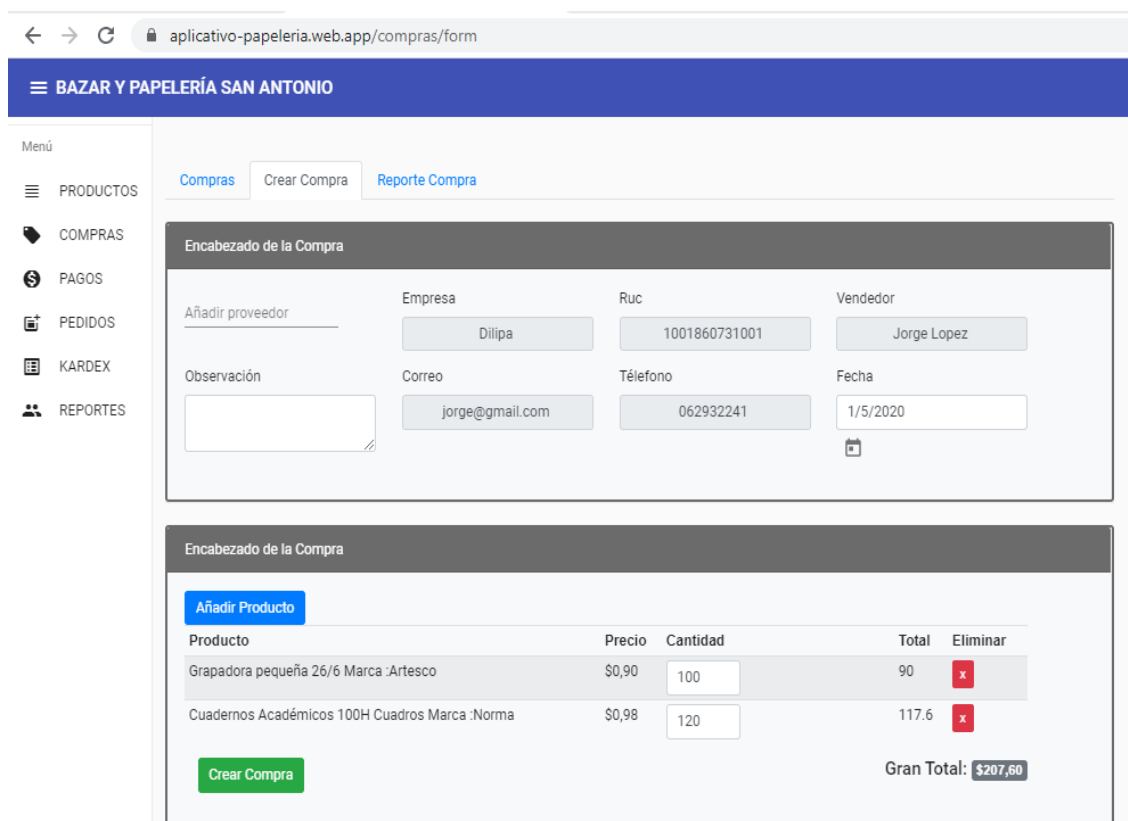 aplicativo-papeleria.web.app/compras/form
BAZAR Y PAPELERÍA SAN ANTONIO
Menú
PRODUCTOS
COMPRAS
PAGOS
PEDIDOS
KARDEX
REPORTES
Compras Crear Compra Reporte Compra
Encabezado de la Compra
Añadir proveedor
Empresa Ruc Vendedor
Dilipa 1001860731001 Jorge Lopez
Observación Correo Télefono Fecha
jorge@gmail.com 062932241 1/5/2020
Encabezado de la Compra
Añadir Producto
Producto Precio Cantidad Total Eliminar
Grapadora pequeña 26/6 Marca :Artesco $0,90 100 90 x
Cuadernos Académicos 100H Cuadros Marca :Norma $0,98 120 117.6 x
Crear Compra Gran Total: $207,60